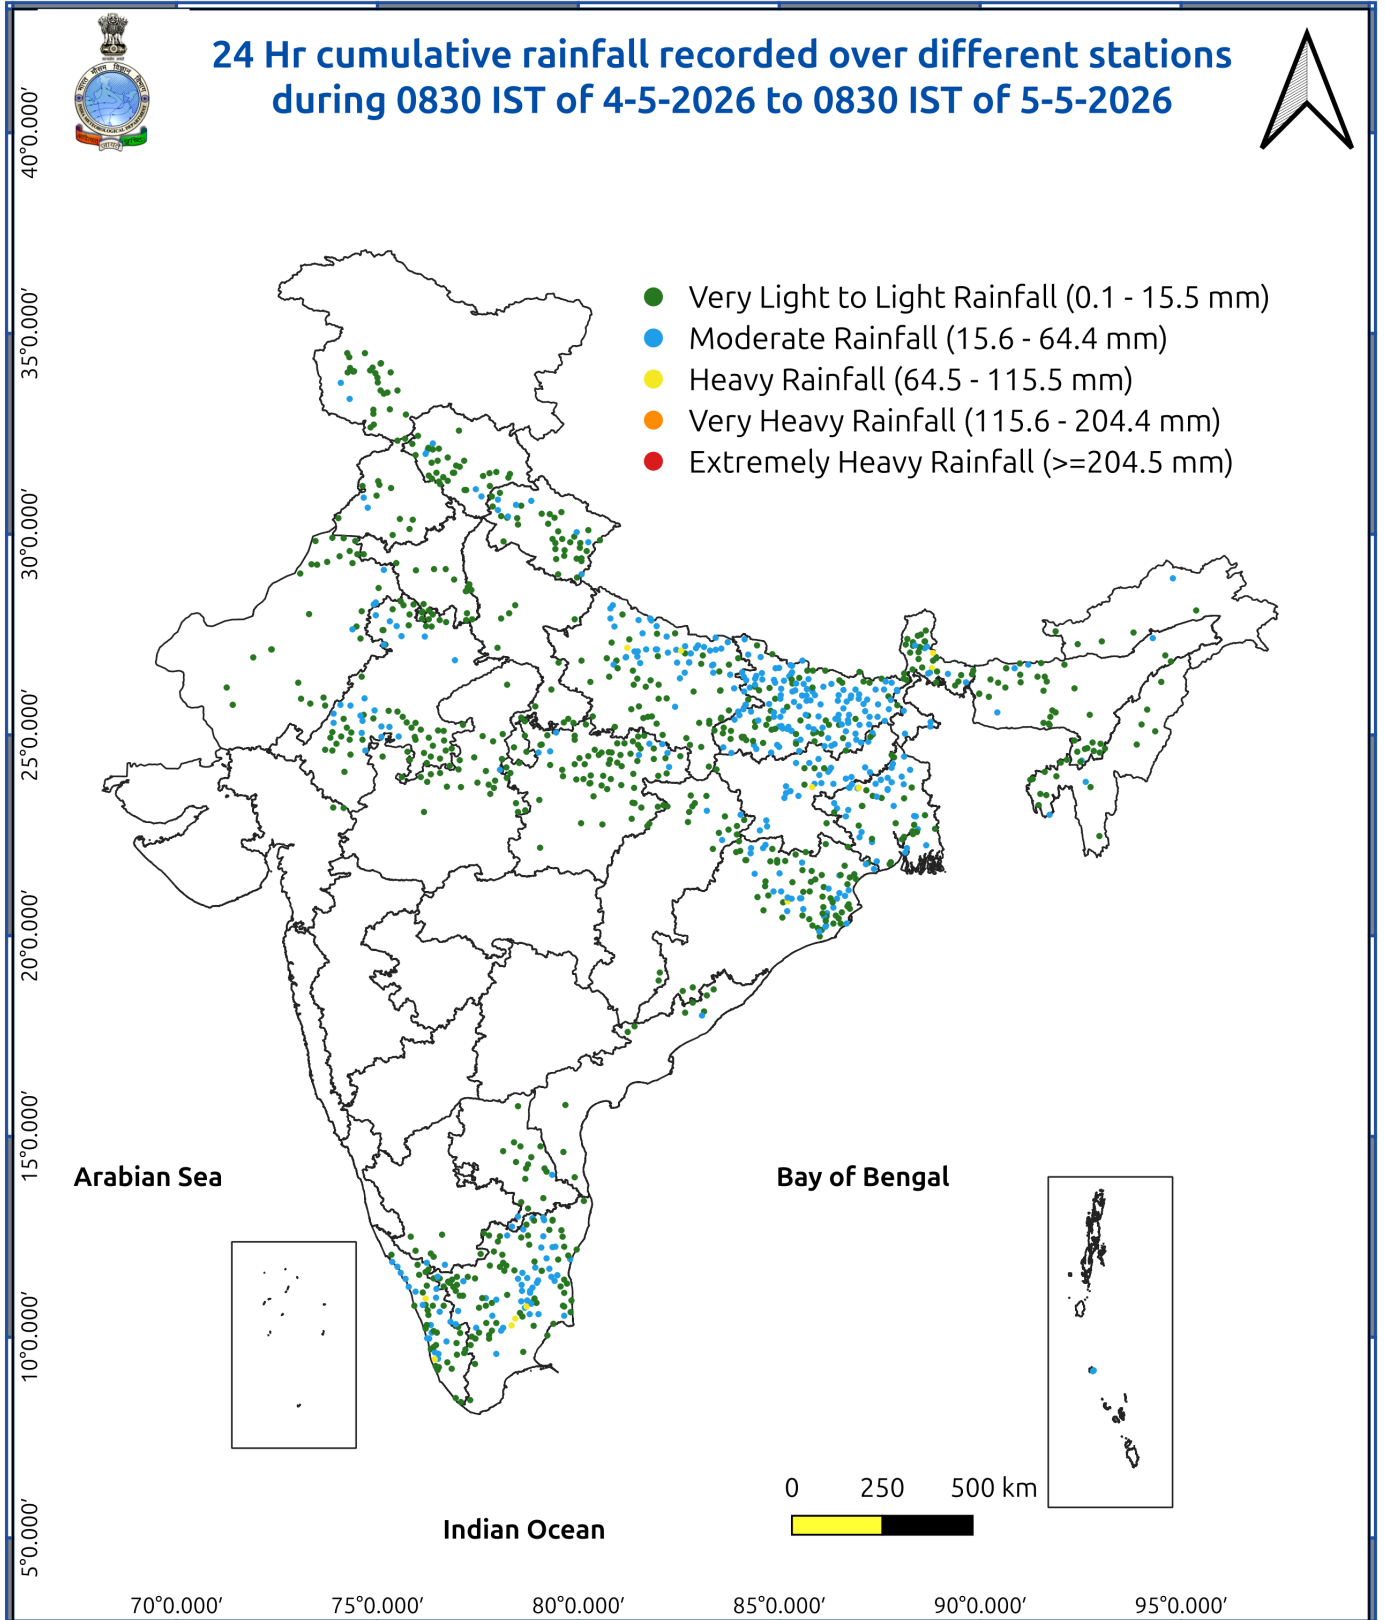 24 Hr cumulative rainfall recorded over different stations
during 0830 IST of 4-5-2026 to 0830 IST of 5-5-2026
Very Light to Light Rainfall (0.1 - 15.5 mm)
Moderate Rainfall (15.6 - 64.4 mm)
Heavy Rainfall (64.5 - 115.5 mm)
Very Heavy Rainfall (115.6 - 204.4 mm)
Extremely Heavy Rainfall (>=204.5 mm)
40°0.000′
35°0.000′
30°0.000′
25°0.000′
20°0.000′
15°0.000′
10°0.000′
5°0.000′
Arabian Sea
Bay of Bengal
Indian Ocean
0 250 500 km
70°0.000′ 75°0.000′ 80°0.000′ 85°0.000′ 90°0.000′ 95°0.000′